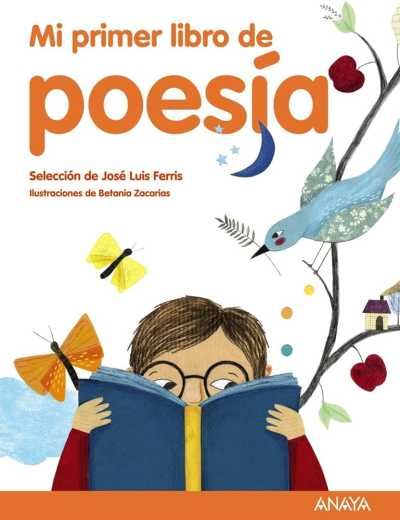 Mi primer libro de
poesía
Selección de José Luis Ferris
Ilustraciones de Betania Zacarias
ANAYA